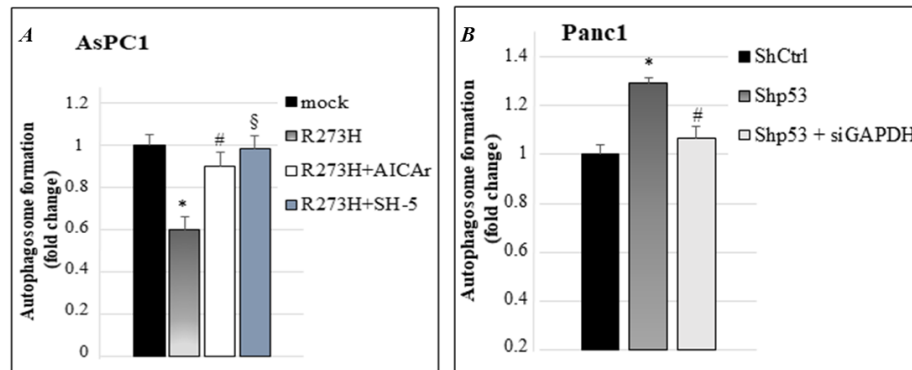 A
AsPC1
Autophagosome formation
(fold change)
1.2
1
0.8
0.6
0.4
0.2
0
*
#
§
mock
R273H
R273H+AICAr
R273H+SH-5
B
Panc1
Autophagosome formation
(fold change)
1.4
1.2
1
0.8
0.6
0.4
0.2
*
#
ShCtrl
Shp53
Shp53 + siGAPDH